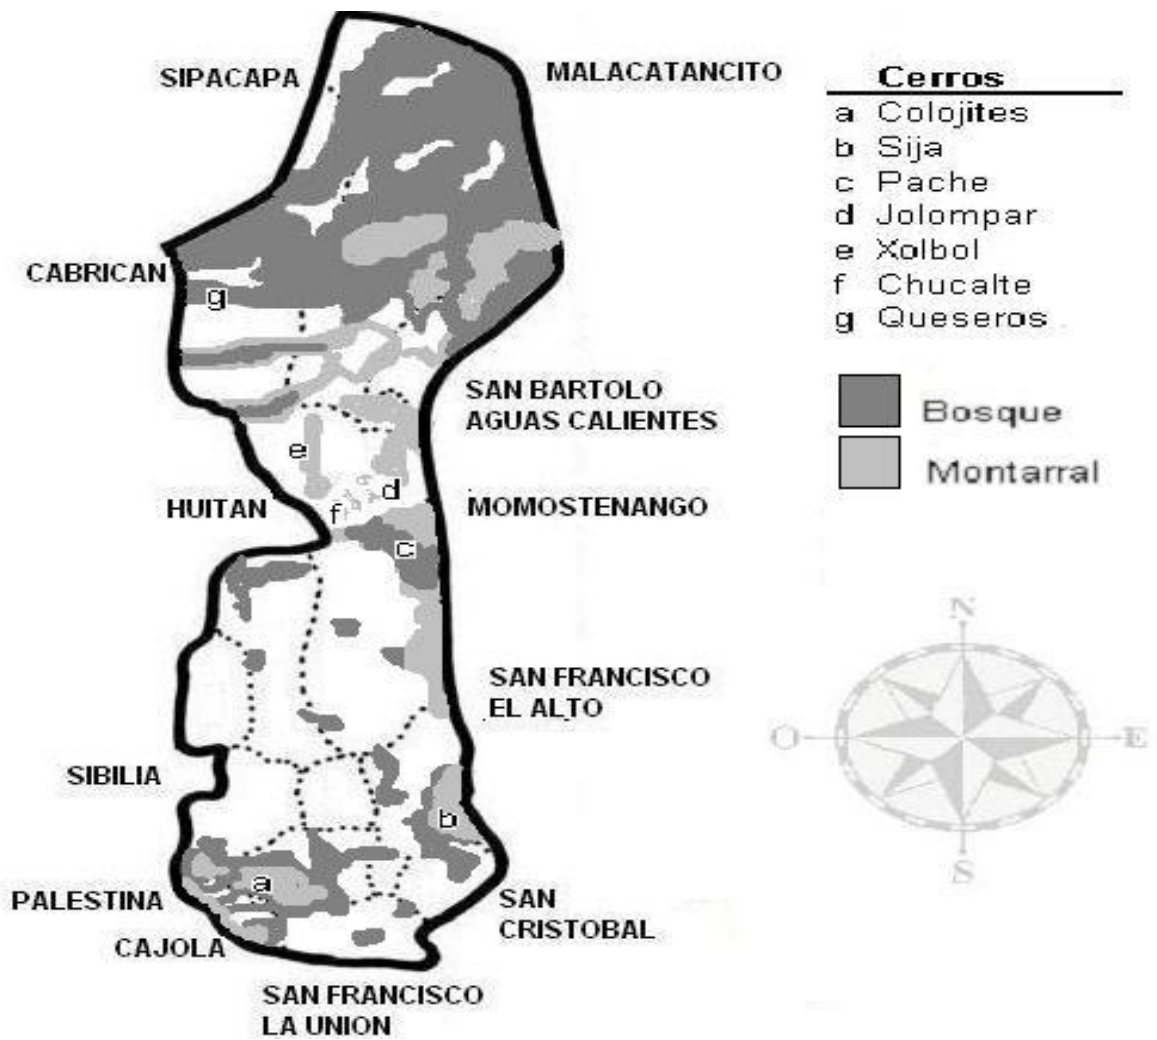 SIPACAPA
MALACATANCITO
CABRICAN
g
SAN BARTOLO
AGUAS CALIENTES
e
d
HUITAN
f
MOMOSTENANGO
c
SAN FRANCISCO
EL ALTO
SIBILIA
b
a
PALESTINA
SAN
CRISTOBAL
CAJOLA
SAN FRANCISCO
LA UNION
Cerros
a Colojites
b Sija
c Pache
d Jolompar
e Xolbol
f Chucalte
g Queseros
Bosque
Montarral
N
O
E
S